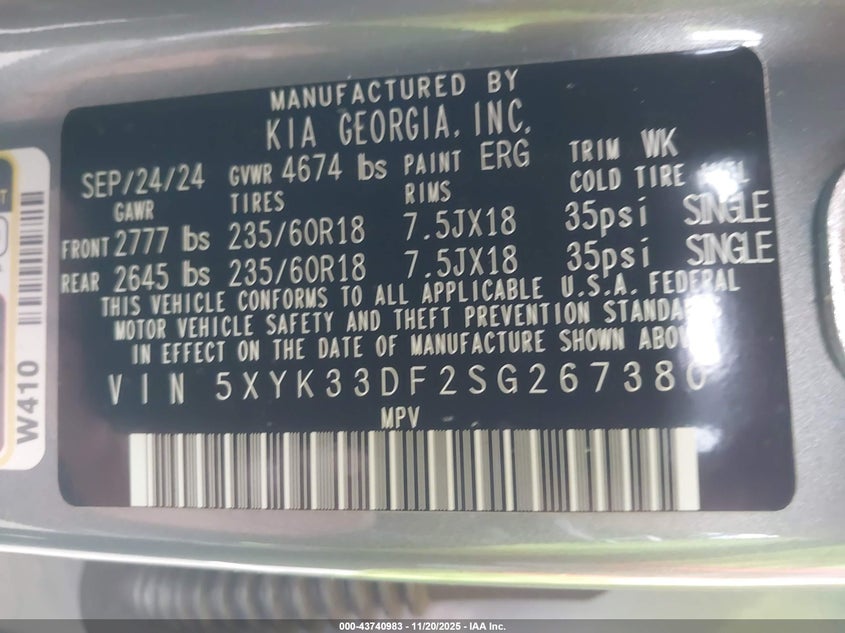 MANUFACTURED BY
KIA GEORGIA, INC.
SEP/24/24 GVWR 4674 lbs PAINT ERG TRIM WK
GAWR TIRES RIMS COLD TIRE
FRONT 2777 lbs 235/60R18 7.5JX18 35psi SINGLE
REAR 2645 lbs 235/60R18 7.5JX18 35psi SINGLE
THIS VEHICLE CONFORMS TO ALL APPLICABLE U.S.A. FEDERAL
MOTOR VEHICLE SAFETY AND THEFT PREVENTION STANDARDS
IN EFFECT ON THE DATE OF MANUFACTURE SHOWN ABOVE
VIN 5XYK33DF2SG267380
MPV
W410
000-43740983 | 11/20/2025 - IAA Inc.